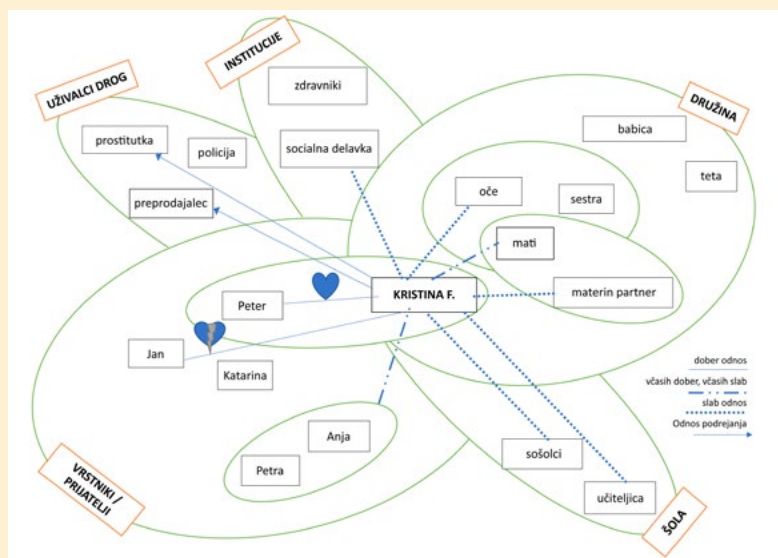 INSTITUCIJE
UŽIVALCI DROG
DRUŽINA
zdravniki
prostitutka
policija
babica
socialna delavka
teta
oče
sestra
preprodajalec
mati
KRISTINA F.
materin partner
Peter
Jan
Katarina
dober odnos
včasih dober, včasih slab
slab odnos
Odnos podrejanja
Anja
Petra
sošolci
učiteljica
VRSTNIKI /
PRIJATELJI
ŠOLA